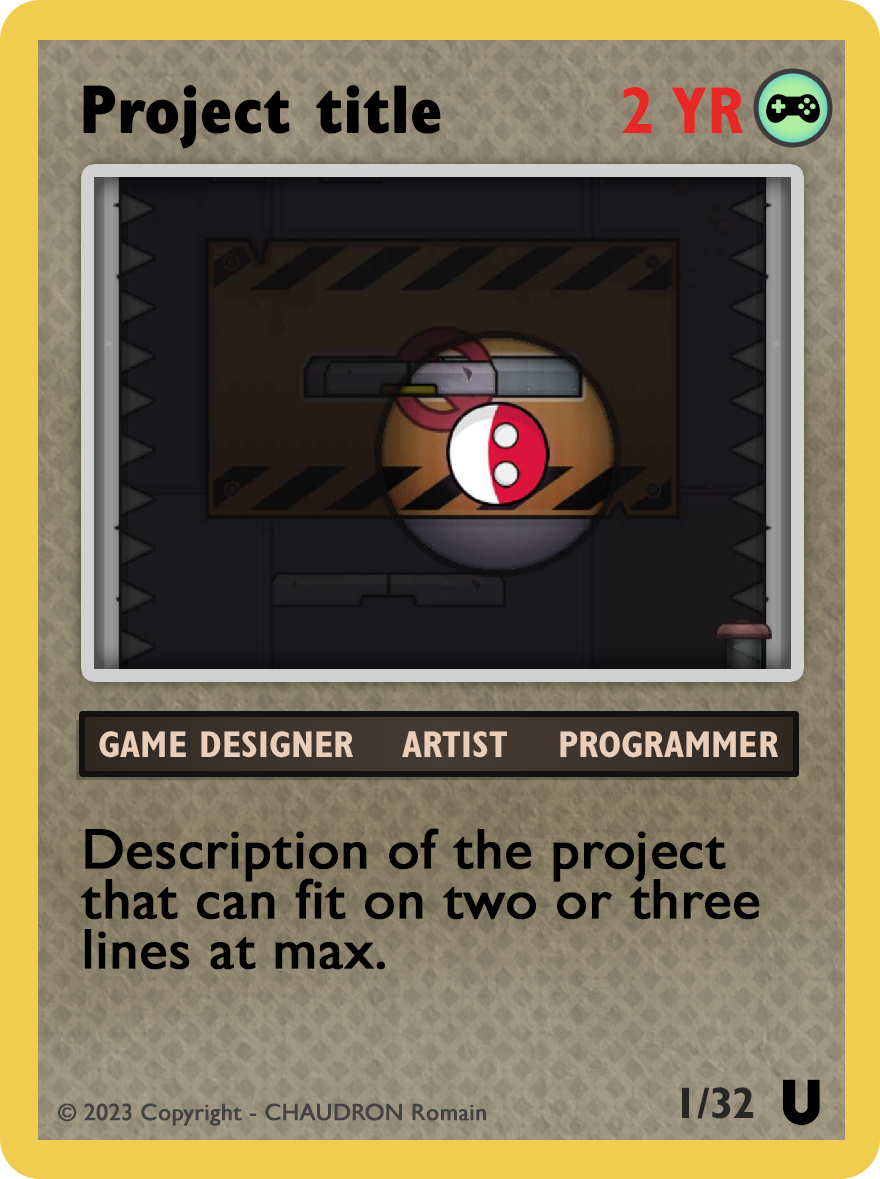 Project title 2 YR
GAME DESIGNER ARTIST PROGRAMMER
Description of the project
that can fit on two or three
lines at max.
© 2023 Copyright - CHAUDRON Romain 1/32 U